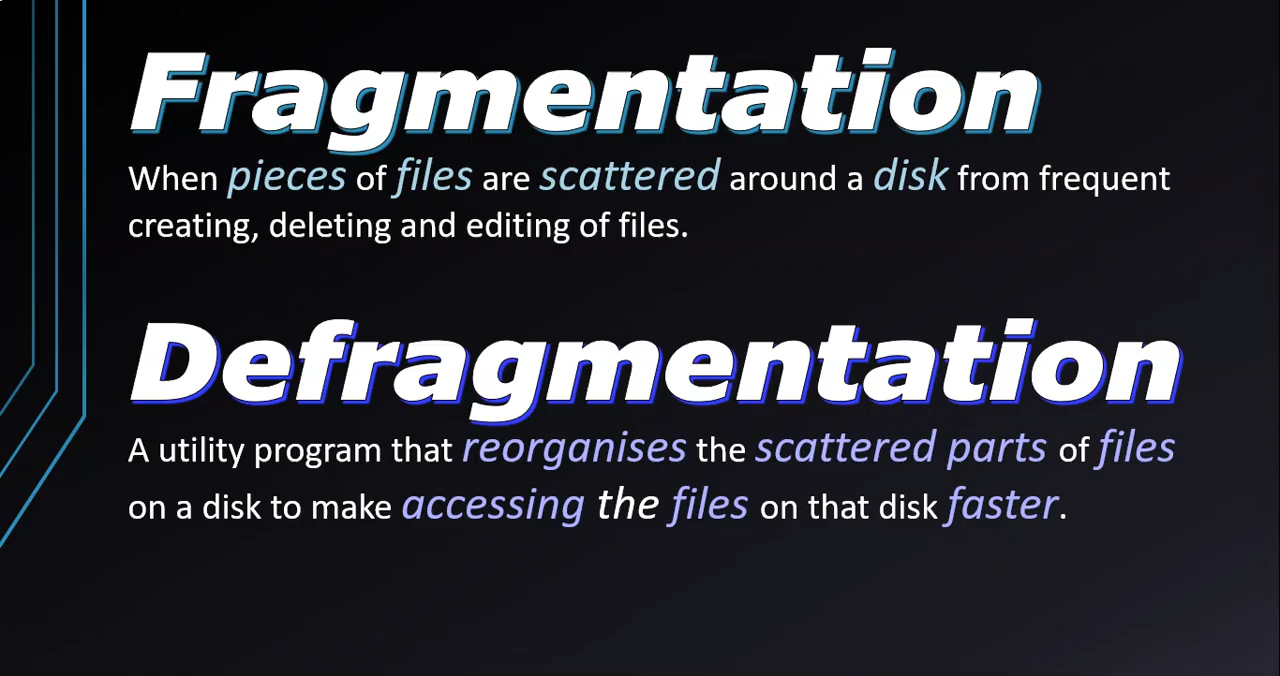 Fragmentation
When pieces of files are scattered around a disk from frequent
creating, deleting and editing of files.
Defragmentation
A utility program that reorganises the scattered parts of files
on a disk to make accessing the files on that disk faster.